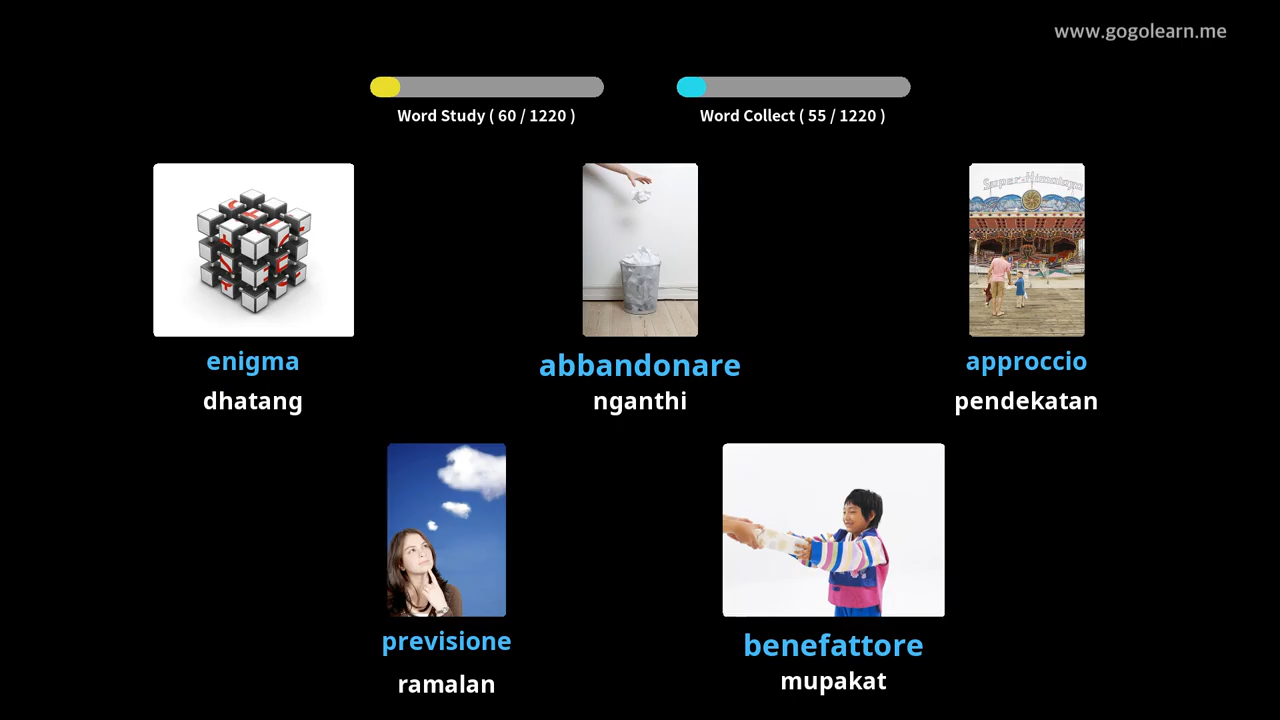 www.gogolearn.me
Word Study ( 60 / 1220 )
Word Collect ( 55 / 1220 )
enigma
dhatang
abbandonare
nganthi
approccio
pendekatan
previsione
ramalan
benefattore
mupakat